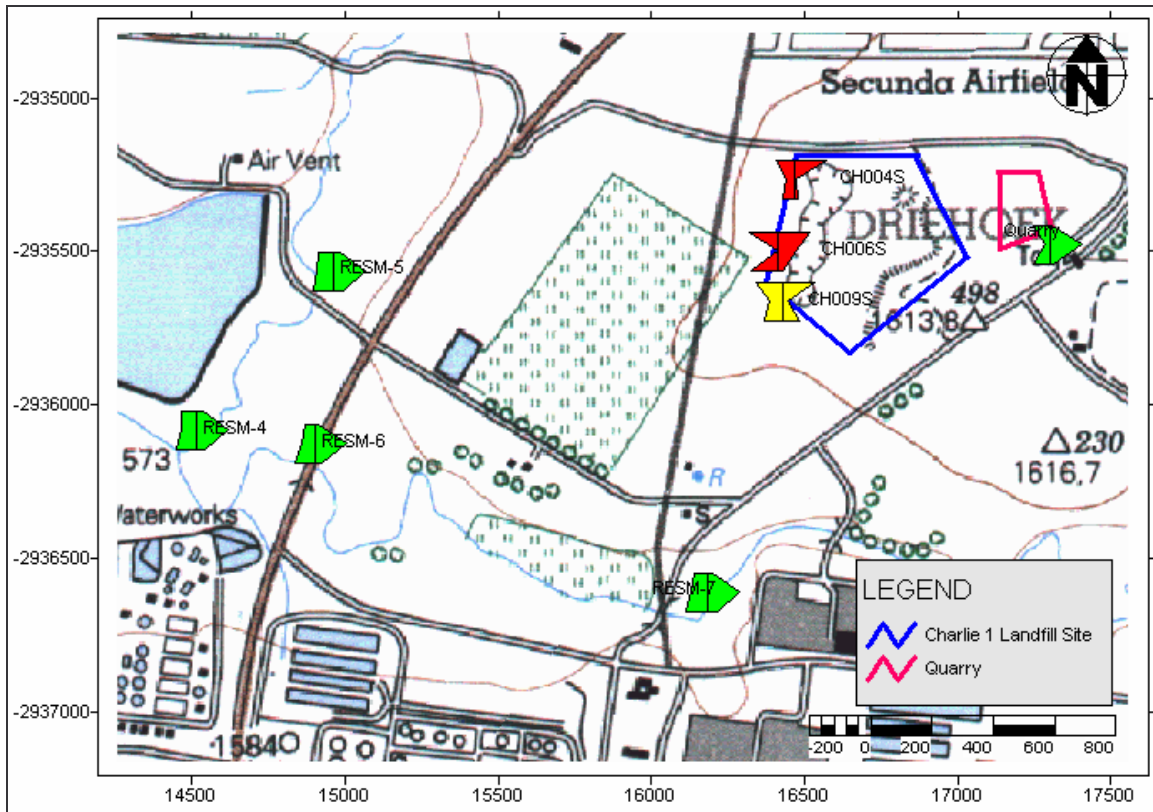 N
Secunda Airfield
-2935000
Air Vent
CH004S
DRIEHOEK
Quarry
-2935500
RESM-5
CH006S
CH009S
498
1613,8
-2936000
RESM-4
RESM-6
230
573
1616,7
R
Waterworks
S
-2936500
RESM-7
LEGEND
Charlie 1 Landfill Site
Quarry
-2937000
1584
-200 0 200 400 600 800
14500 15000 15500 16000 16500 17000 17500